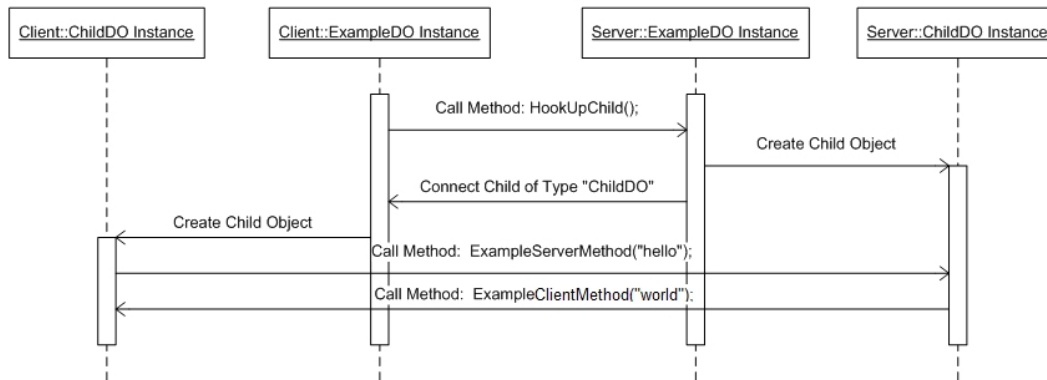 Client::ChildDO Instance
Client::ExampleDO Instance
Server::ExampleDO Instance
Server::ChildDO Instance
Call Method: HookUpChild();
Create Child Object
Connect Child of Type "ChildDO"
Create Child Object
Call Method:  ExampleServerMethod("hello");
Call Method:  ExampleClientMethod("world");